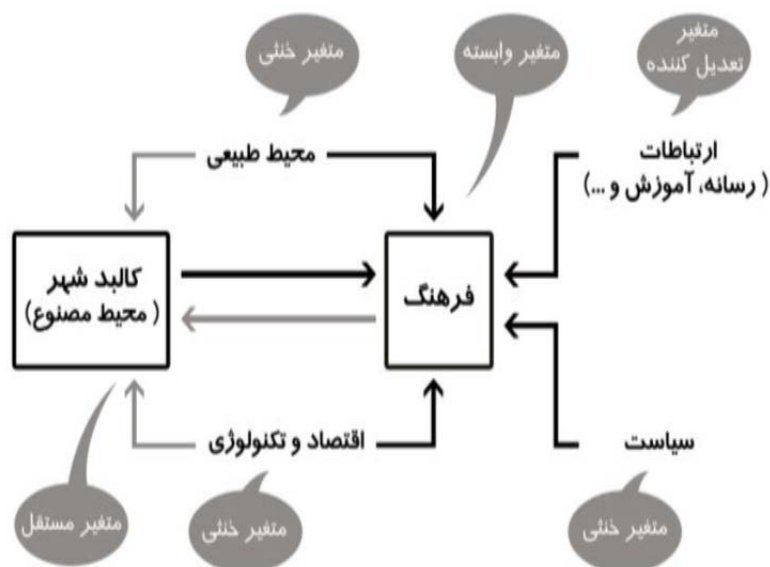 متغیر
تعدیل کننده
متغیر وابسته
متغیر خنثی
ارتباطات
(رسانه، آموزش و ...)
محیط طبیعی
فرهنگ
کالبد شهر
(محیط مصنوع)
سیاست
اقتصاد و تکنولوژی
متغیر خنثی
متغیر خنثی
متغیر مستقل